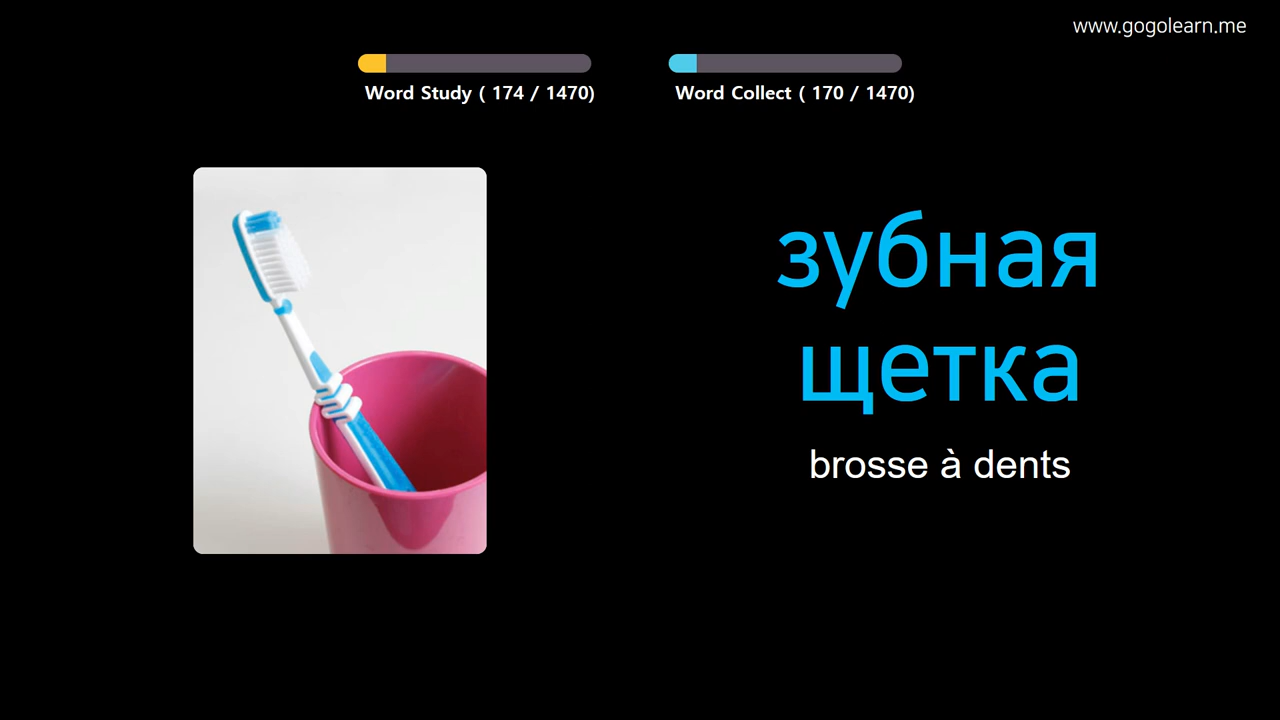 www.gogolearn.me
Word Study ( 174 / 1470)
Word Collect ( 170 / 1470)
зубная
щетка
brosse à dents